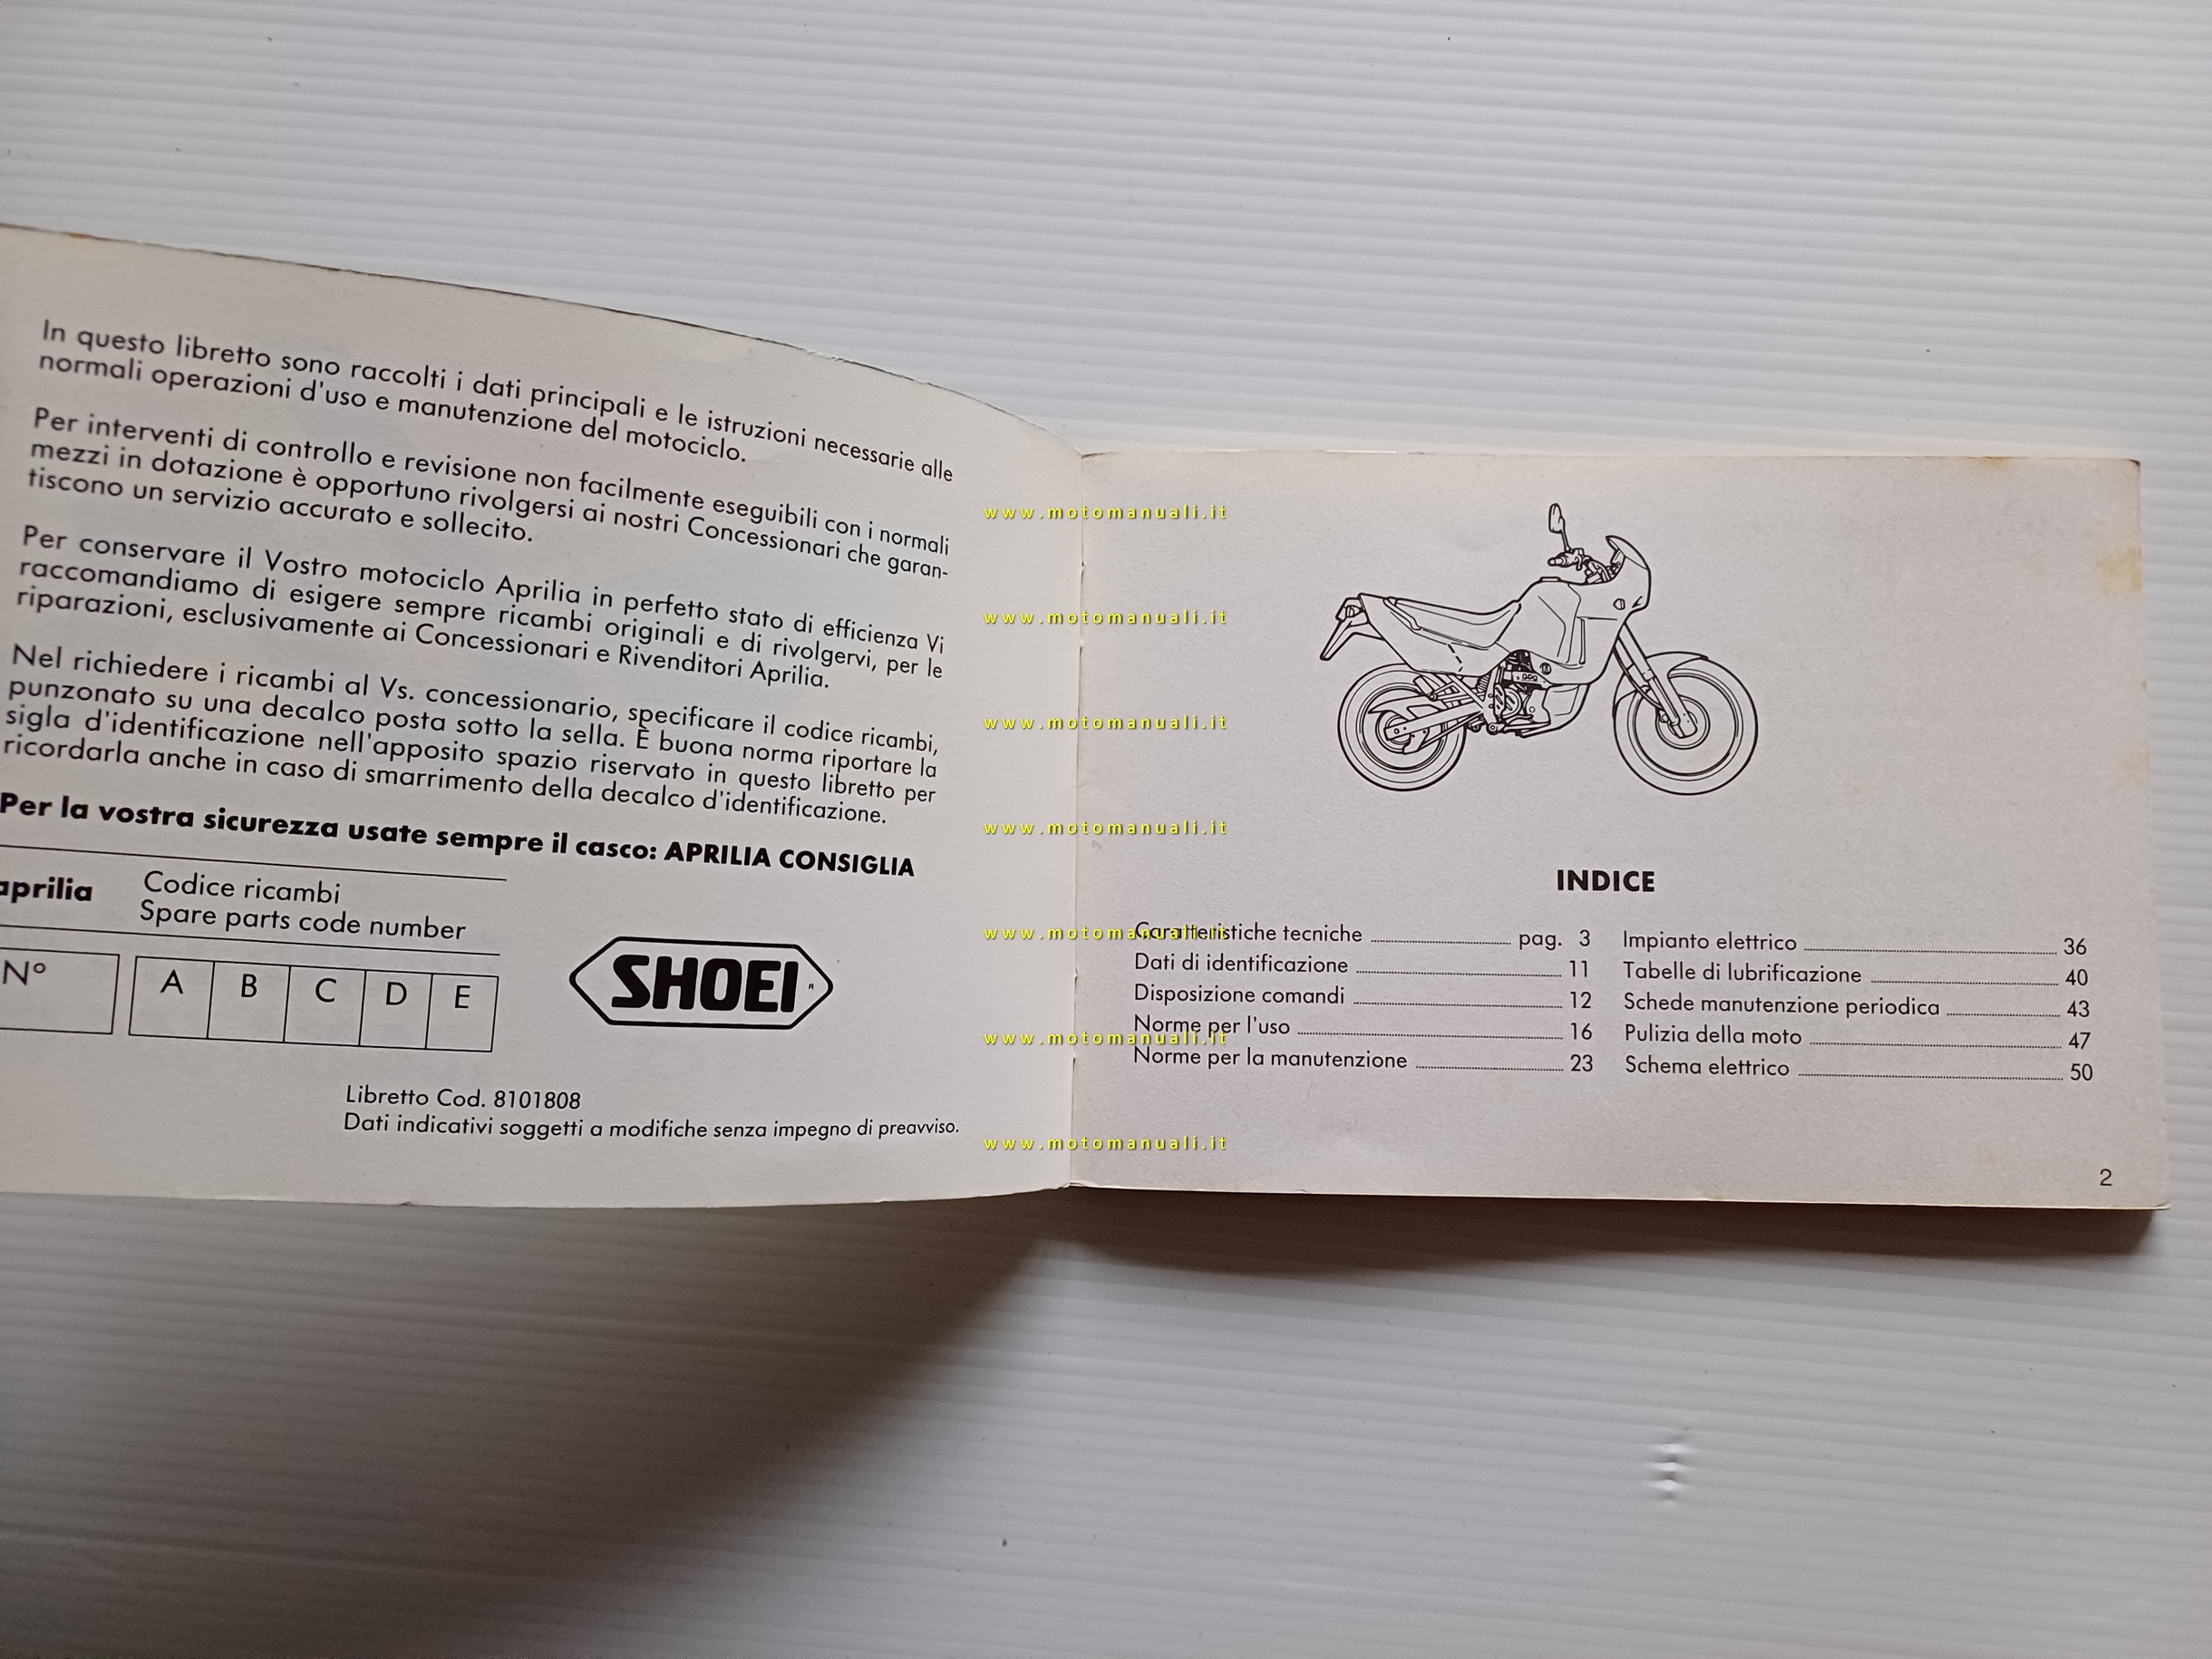 In questo libretto sono raccolti i dati principali e le istruzioni necessarie alle
normali operazioni d'uso e manutenzione del motociclo.
Per interventi di controllo e revisione non facilmente eseguibili con i normali
mezzi in dotazione è opportuno rivolgersi ai nostri Concessionari che garan-
tiscono un servizio accurato e sollecito.
Per conservare il Vostro motociclo Aprilia in perfetto stato di efficienza Vi
raccomandiamo di esigere sempre ricambi originali e di rivolgervi, per le
riparazioni, esclusivamente ai Concessionari e Rivenditori Aprilia.
Nel richiedere i ricambi al Vs. concessionario, specificare il codice ricambi,
punzonato su una decalco posta sotto la sella. È buona norma riportare la
sigla d'identificazione nell'apposito spazio riservato in questo libretto per
ricordarla anche in caso di smarrimento della decalco d'identificazione.
Per la vostra sicurezza usate sempre il casco: APRILIA CONSIGLIA
aprilia
Codice ricambi
Spare parts code number
N° A B C D E
SHOEI
Libretto Cod. 8101808
Dati indicativi soggetti a modifiche senza impegno di preavviso.
www.motomanuali.it
www.motomanuali.it
www.motomanuali.it
www.motomanuali.it
www.motomanuali.it
www.motomanuali.it
www.motomanuali.it
INDICE
Caratteristiche tecniche pag. 3
Dati di identificazione 11
Disposizione comandi 12
Norme per l'uso 16
Norme per la manutenzione 23
Impianto elettrico 36
Tabelle di lubrificazione 40
Schede manutenzione periodica 43
Pulizia della moto 47
Schema elettrico 50
2